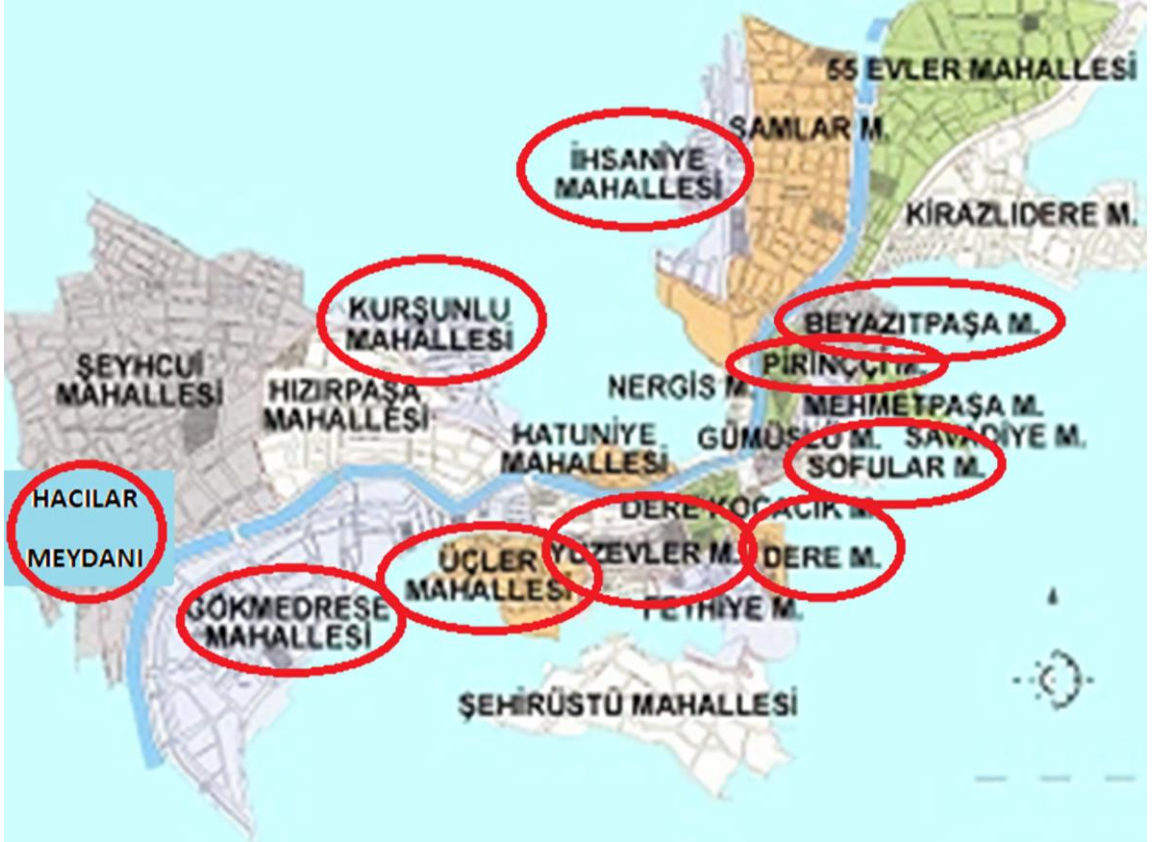 55 EVLER MAHALLESİ
ŞAMLAR M.
İHSANİYE
MAHALLESİ
KİRAZLIDERE M.
KURŞUNLU
MAHALLESİ
BEYAZITPAŞA M.
ŞEYHCUİ
MAHALLESİ
PİRİNÇÇİ M.
HIZIRPAŞA
MAHALLESİ
NERGİS M.
MEHMETPAŞA M.
HATUNİYE
MAHALLESİ
GÜMÜŞLÜ M.
SAVADİYE M.
SOFULAR M.
HACILAR
MEYDANI
DEREKOCACIK M.
ÜÇLER
MAHALLESİ
YÜZEVLER M.
DERE M.
GÖKMEDRESE
MAHALLESİ
FETHİYE M.
ŞEHİRÜSTÜ MAHALLESİ